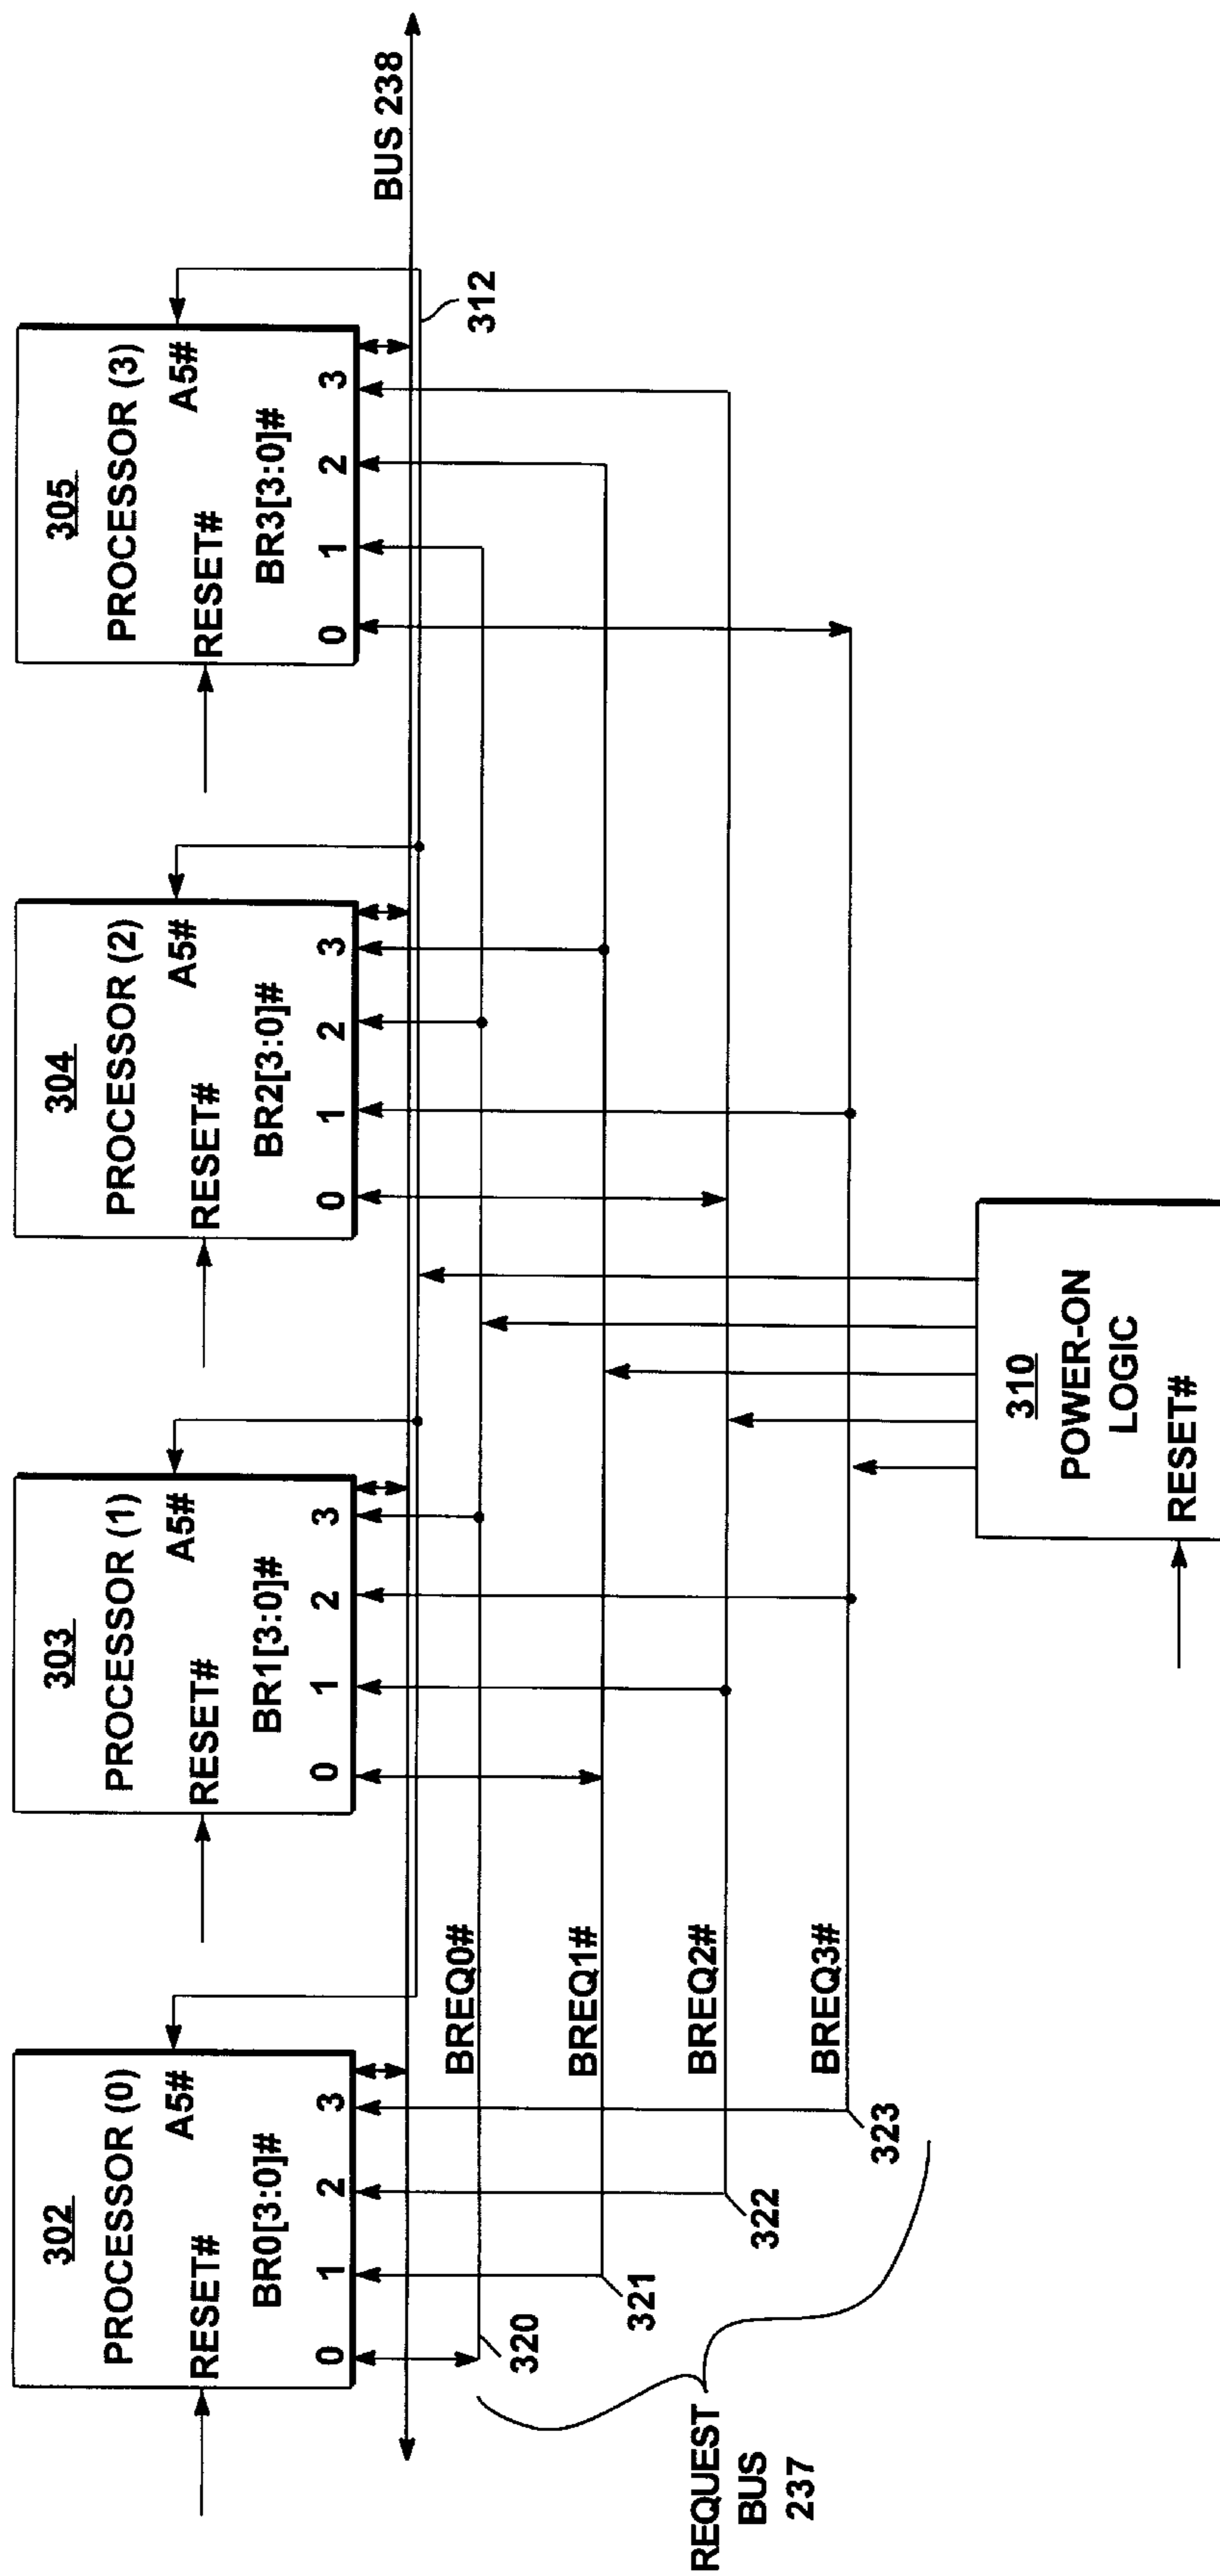 302
PROCESSOR (0)
RESET#
A5#
BR0[3:0]#
0 1 2 3
303
PROCESSOR (1)
RESET#
A5#
BR1[3:0]#
0 1 2 3
304
PROCESSOR (2)
RESET#
A5#
BR2[3:0]#
0 1 2 3
305
PROCESSOR (3)
RESET#
A5#
BR3[3:0]#
0 1 2 3
BUS 238
312
BREQ0#
320
BREQ1#
321
BREQ2#
322
BREQ3#
323
REQUEST
BUS
237
310
POWER-ON
LOGIC
RESET#